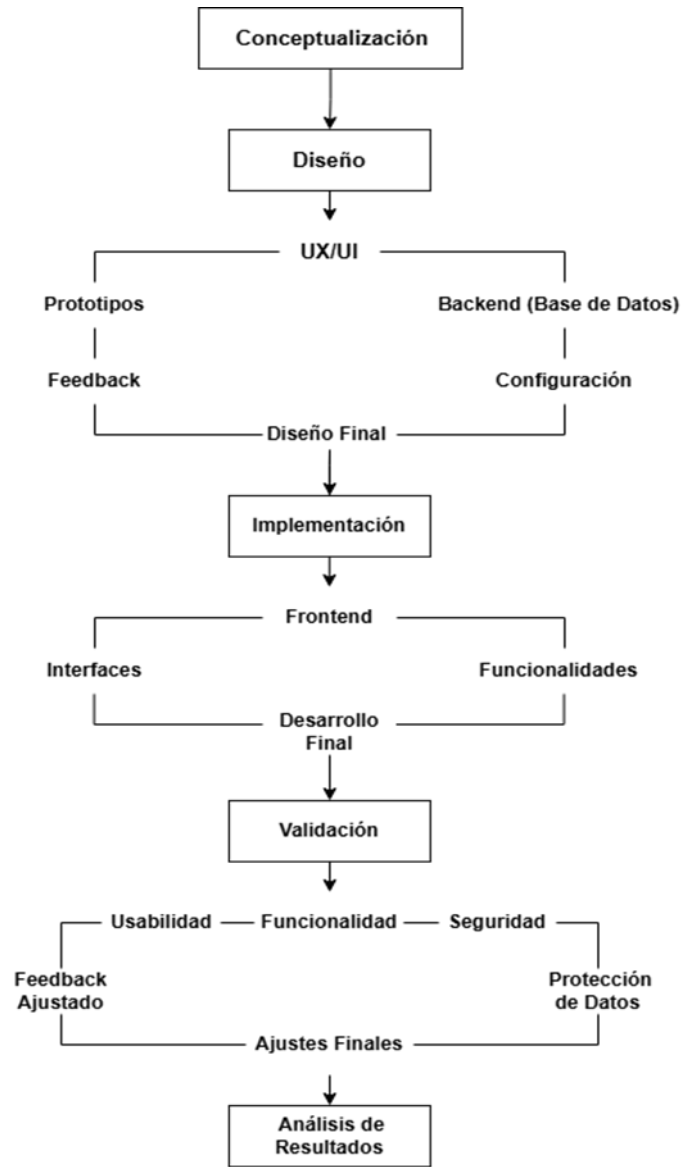 Conceptualización
Diseño
UX/UI
Prototipos
Backend (Base de Datos)
Feedback
Configuración
Diseño Final
Implementación
Frontend
Interfaces
Funcionalidades
Desarrollo
Final
Validación
Usabilidad
Funcionalidad
Seguridad
Feedback
Ajustado
Protección
de Datos
Ajustes Finales
Análisis de
Resultados